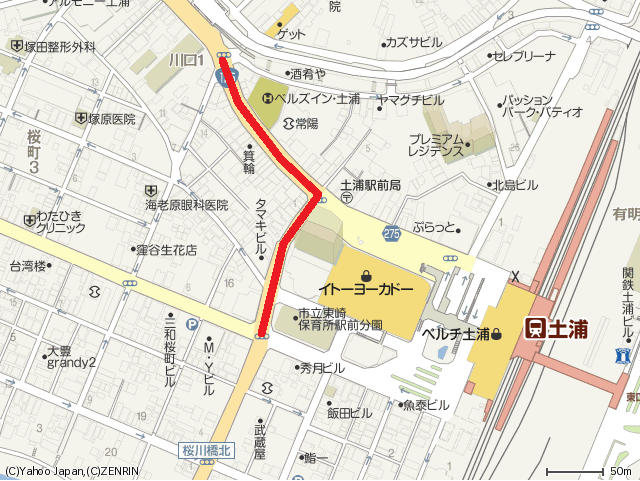 アルモニー土浦
院
ゲット
カズサビル
275
塚田整形外科
川口1
セレブリーナ
酒肴や
ベルズイン・土浦
ヤマグチビル
パッション
パーク・パティオ
塚原医院
常陽
プレミアム
レジデンス
桜町3
箕輪
土浦駅前局
北島ビル
海老原眼科医院
タマキビル
わたひき
クリニック
ぷらっと
有明
1
16
275
窪谷生花店
台湾楼
16
イトーヨーカドー
関鉄土浦ビル
三和桜町ビル
市立東崎
保育所駅前分園
ペルチ土浦
土浦
M・Yビル
大豊
grandy2
秀月ビル
東口
飯田ビル
魚泰ビル
武蔵屋
桜川橋北
鮨一
(C)Yahoo Japan,(C)ZENRIN
50m